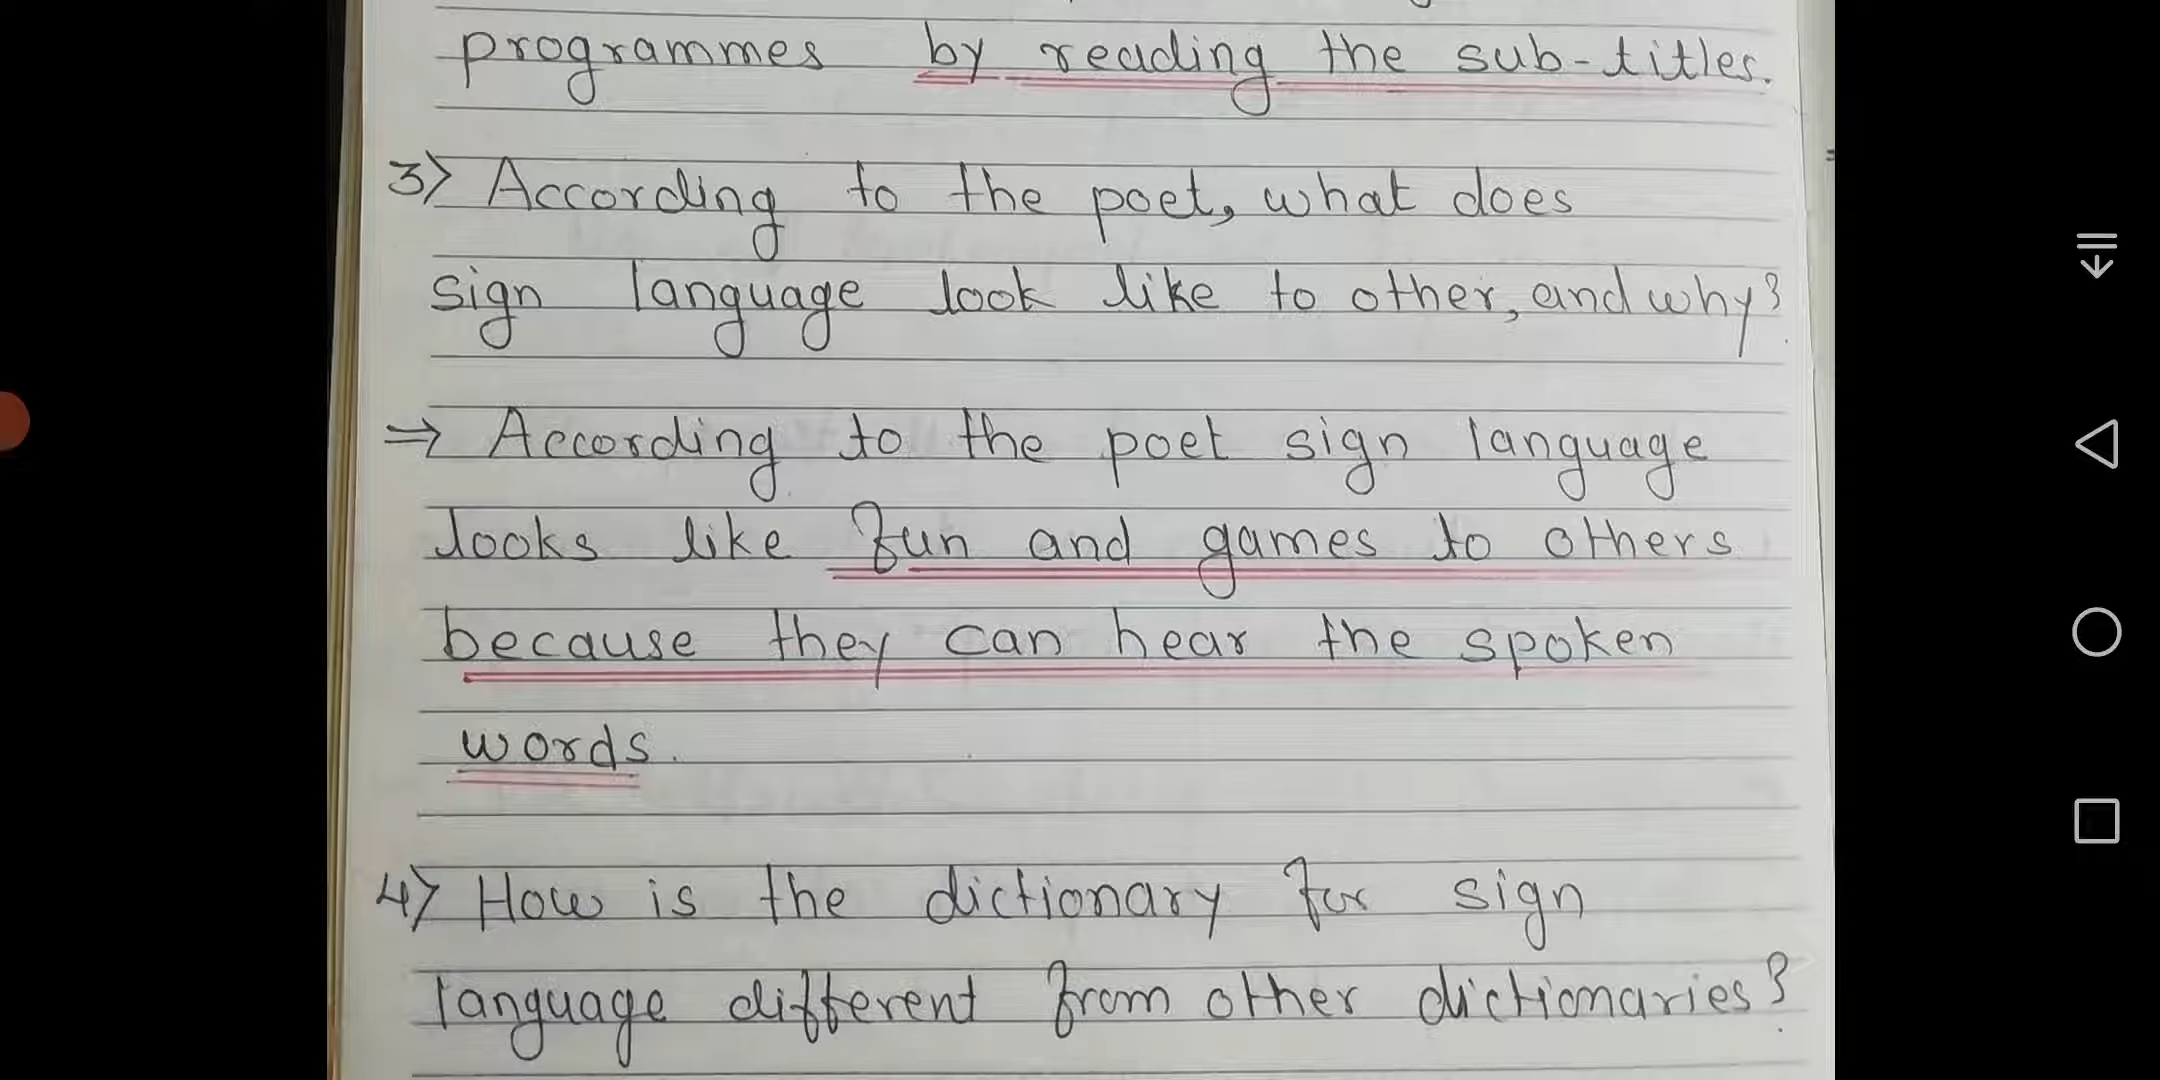 programmes by reading the sub-titles.
3) According to the poet, what does
sign language look like to other, and why?
⇒ According to the poet sign language
looks like fun and games to others
because they can hear the spoken
words.
4) How is the dictionary for sign
language different from other dictionaries?